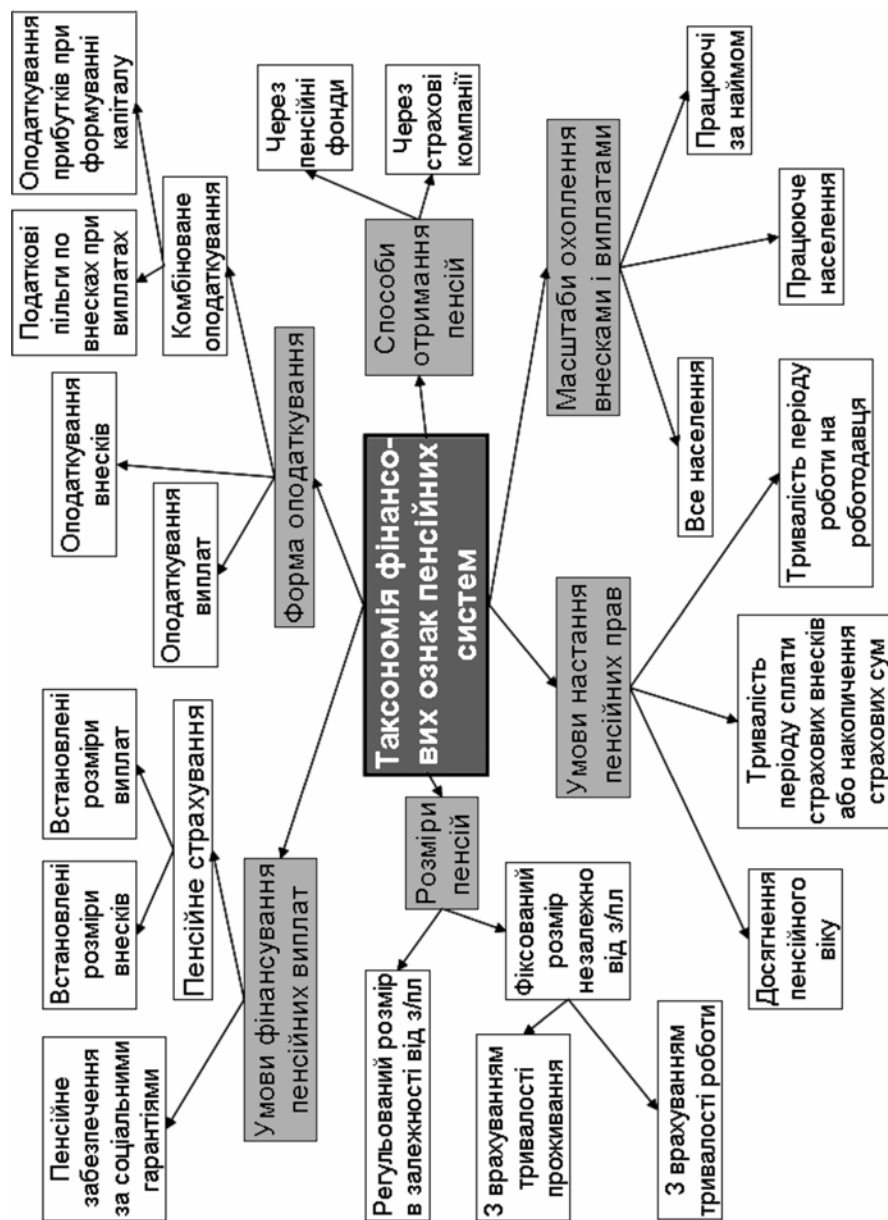 Пенсійне
забезпечення
за соціальними
гарантіями
Встановлені
розміри
внесків
Встановлені
розміри
виплат
Пенсійне страхування
Умови фінансування
пенсійних виплат
Оподаткування
виплат
Оподаткування
внесків
Податкові
пільги по
внесках при
виплатах
Оподаткування
прибутків при
формуванні
капіталу
Комбіноване
оподаткування
Форма оподаткування
Через
пенсійні
фонди
Через
страхові
компанії
Способи
отримання
пенсій
Таксономія фінансо-
вих ознак пенсійних
систем
Розміри
пенсій
Регульований розмір
в залежності від з/пл
Фіксований
розмір
незалежно
від з/пл
З врахуванням
тривалості
проживання
З врахуванням
тривалості роботи
Умови настання
пенсійних прав
Досягнення
пенсійного
віку
Тривалість
періоду сплати
страхових внесків
або накопичення
страхових сум
Тривалість періоду
роботи на
роботодавця
Масштаби охоплення
внесками і виплатами
Все населення
Працююче
населення
Працюючі
за наймом